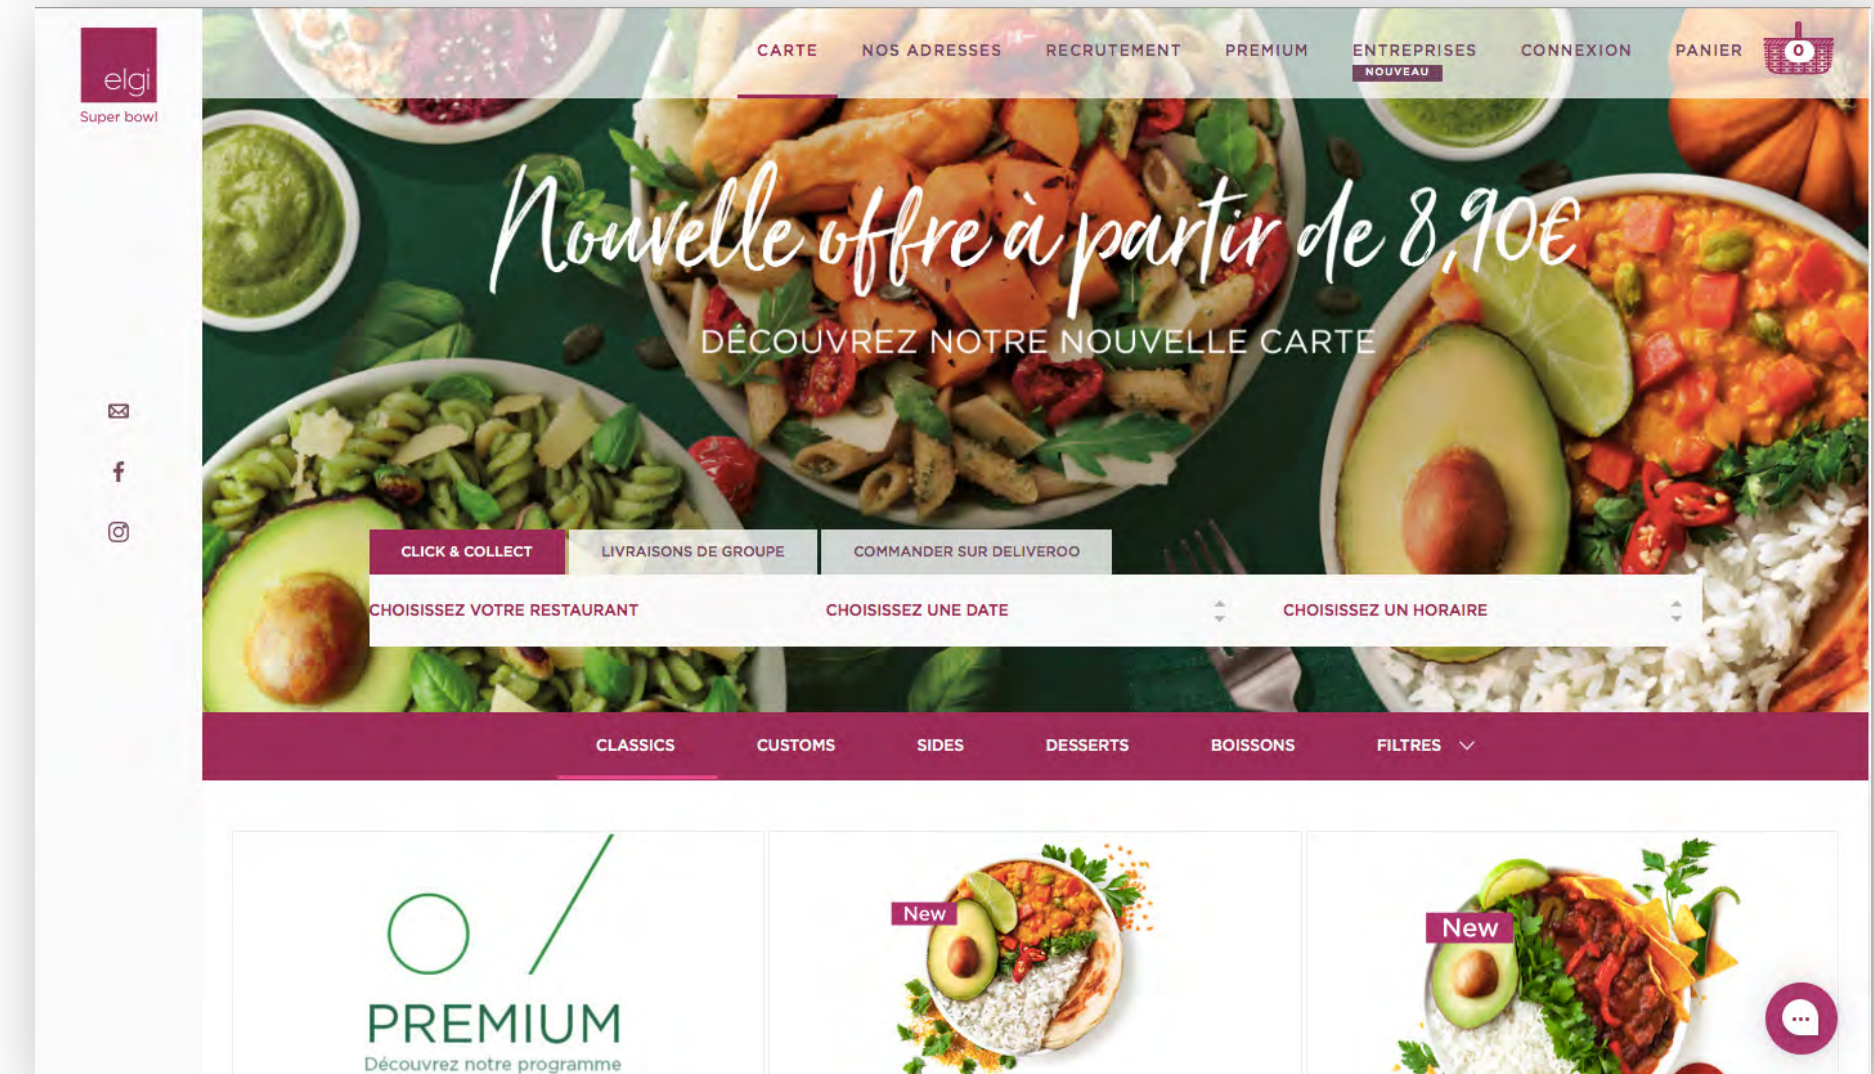 elgi
Super bowl
CARTE
NOS ADRESSES
RECRUTEMENT
PREMIUM
ENTREPRISES
NOUVEAU
CONNEXION
PANIER
0
Nouvelle offre à partir de 8,90€
DÉCOUVREZ NOTRE NOUVELLE CARTE
CLICK & COLLECT
LIVRAISONS DE GROUPE
COMMANDER SUR DELIVEROO
CHOISISSEZ VOTRE RESTAURANT
CHOISISSEZ UNE DATE
CHOISISSEZ UN HORAIRE
CLASSICS
CUSTOMS
SIDES
DESSERTS
BOISSONS
FILTRES
PREMIUM
Découvrez notre programme
New
New